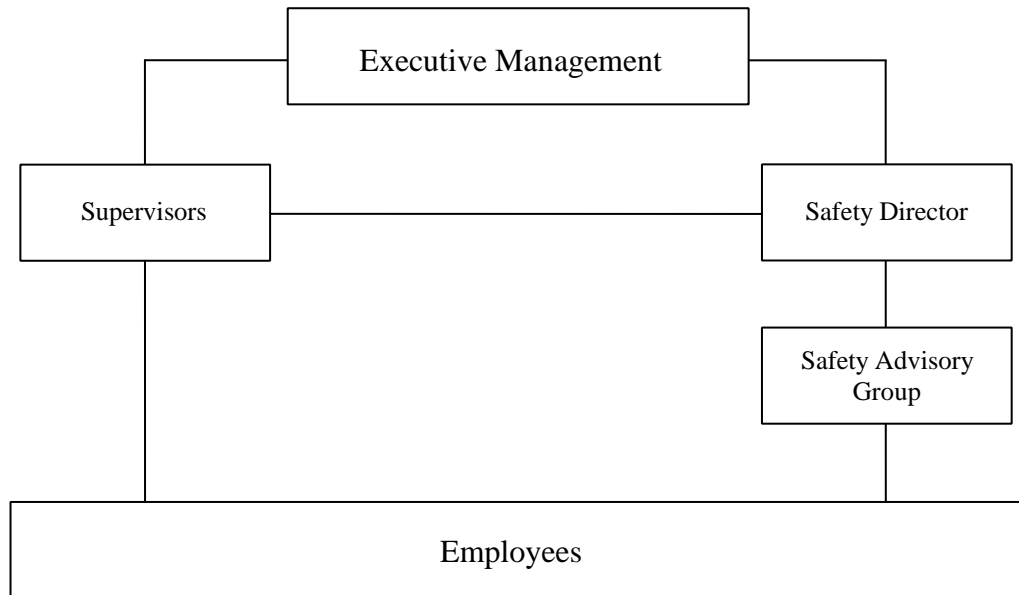 Executive Management
Supervisors
Safety Director
Safety Advisory
Group
Employees